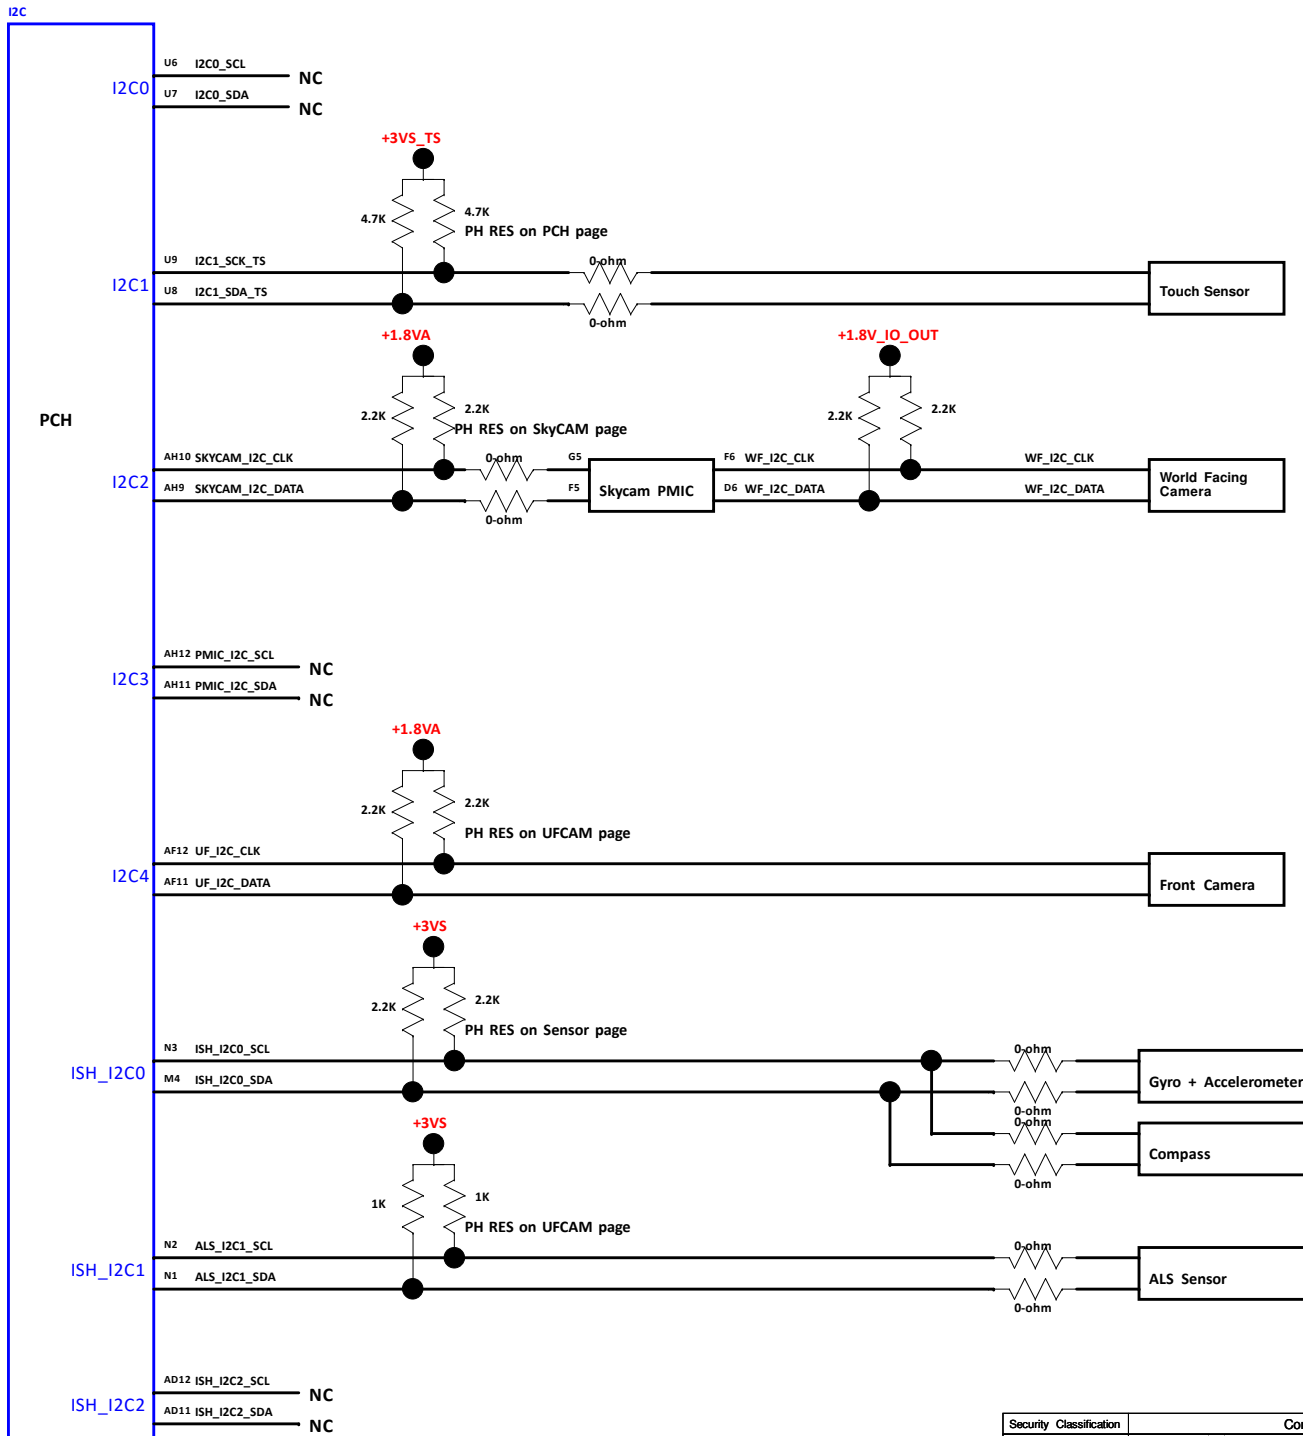 I2C
U6 I2C0_SCL
NC
I2C0
U7 I2C0_SDA
NC
+3VS_TS
4.7K
4.7K
PH RES on PCH page
U9 I2C1_SCK_TS
0-ohm
I2C1
U8 I2C1_SDA_TS
0-ohm
Touch Sensor
+1.8VA
+1.8V_IO_OUT
2.2K
2.2K
2.2K
2.2K
PCH
PH RES on SkyCAM page
AH10 SKYCAM_I2C_CLK
0-ohm
G5
F6 WF_I2C_CLK
WF_I2C_CLK
I2C2
AH9 SKYCAM_I2C_DATA
0-ohm
F5
Skycam PMIC
D6 WF_I2C_DATA
WF_I2C_DATA
World Facing
Camera
AH12 PMIC_I2C_SCL
NC
I2C3
AH11 PMIC_I2C_SDA
NC
+1.8VA
2.2K
2.2K
PH RES on UFCAM page
AF12 UF_I2C_CLK
I2C4
AF11 UF_I2C_DATA
Front Camera
+3VS
2.2K
2.2K
PH RES on Sensor page
N3 ISH_I2C0_SCL
0-ohm
ISH_I2C0
M4 ISH_I2C0_SDA
0-ohm
Gyro + Accelerometer
0-ohm
Compass
0-ohm
+3VS
1K
1K
PH RES on UFCAM page
N2 ALS_I2C1_SCL
0-ohm
ISH_I2C1
N1 ALS_I2C1_SDA
0-ohm
ALS Sensor
AD12 ISH_I2C2_SCL
NC
ISH_I2C2
AD11 ISH_I2C2_SDA
NC
Security Classification